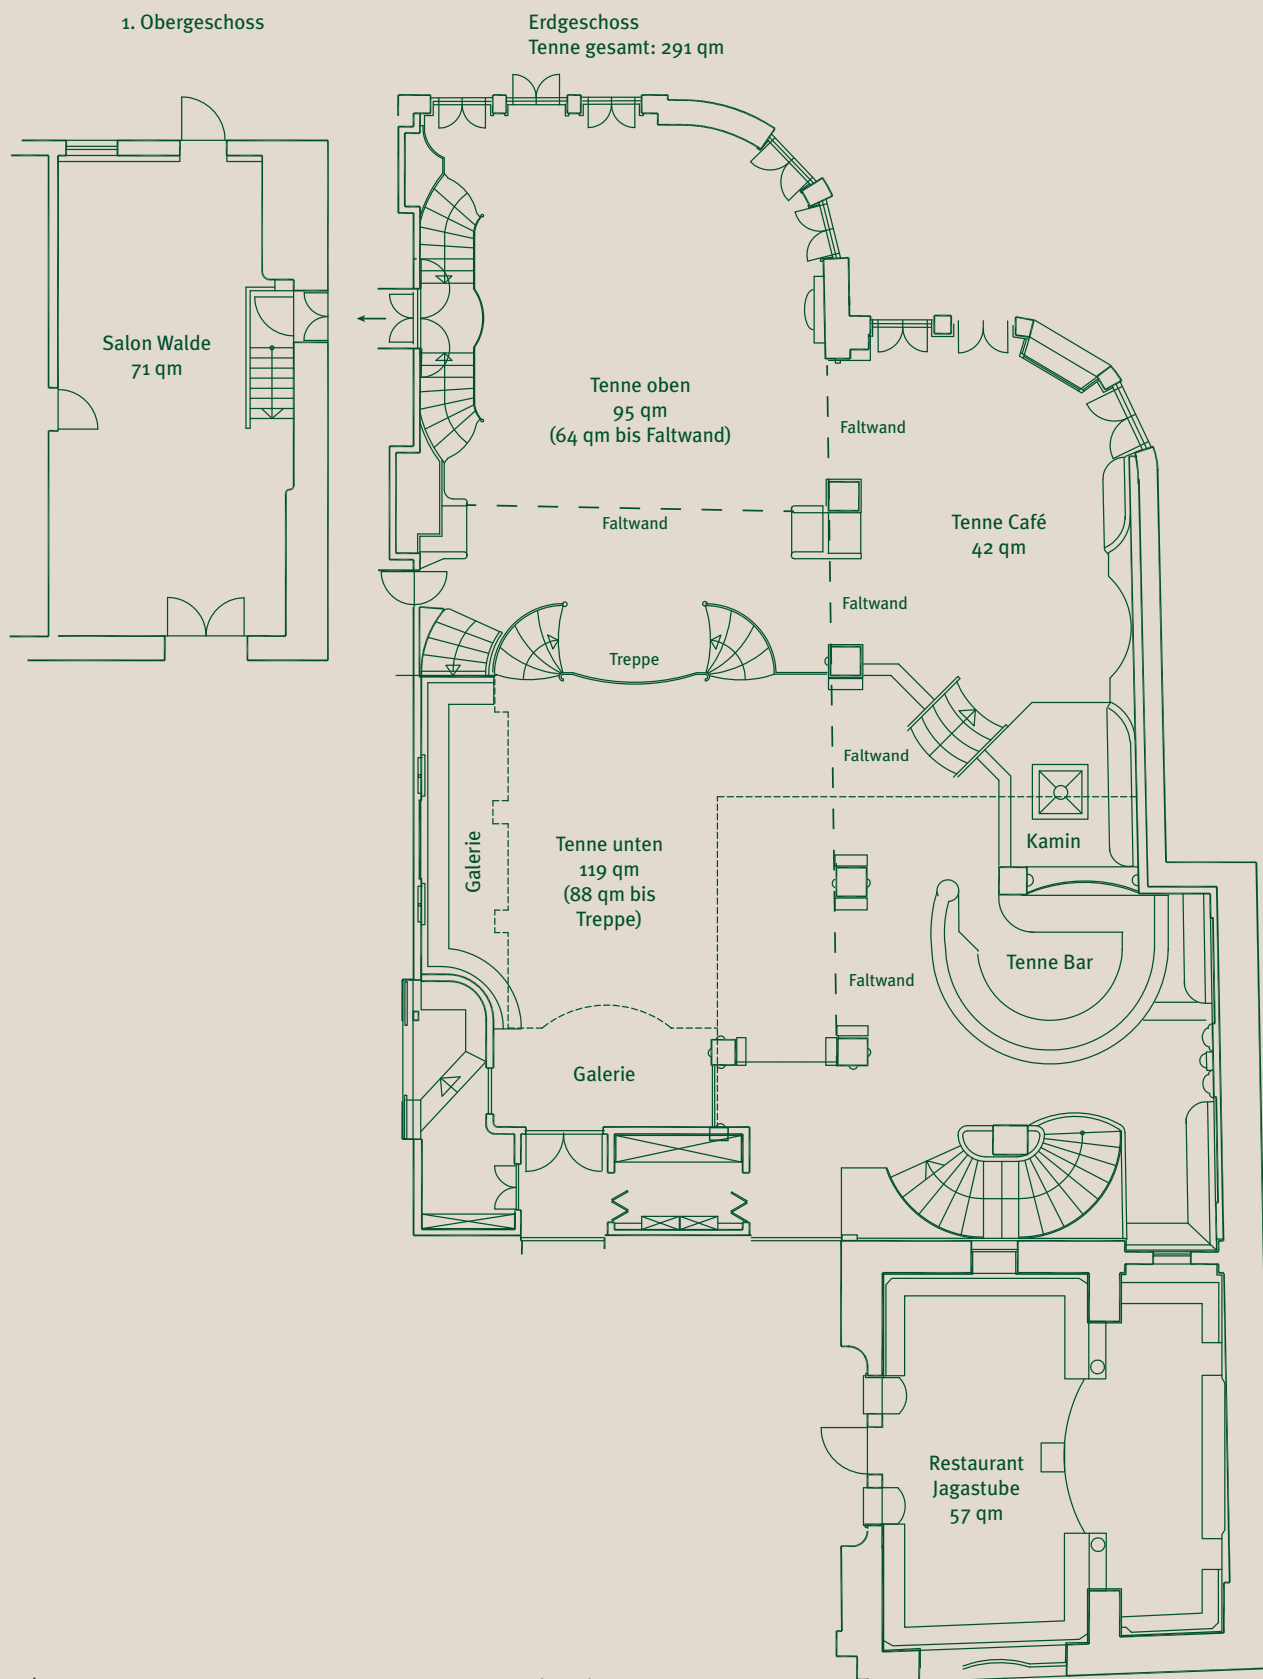 1. Obergeschoss
Erdgeschoss
Tenne gesamt: 291 qm
Salon Walde
71 qm
Tenne oben
95 qm
(64 qm bis Faltwand)
Faltwand
Faltwand
Tenne Café
42 qm
Faltwand
Treppe
Faltwand
Galerie
Tenne unten
119 qm
(88 qm bis
Treppe)
Kamin
Tenne Bar
Faltwand
Galerie
Restaurant
Jagastube
57 qm